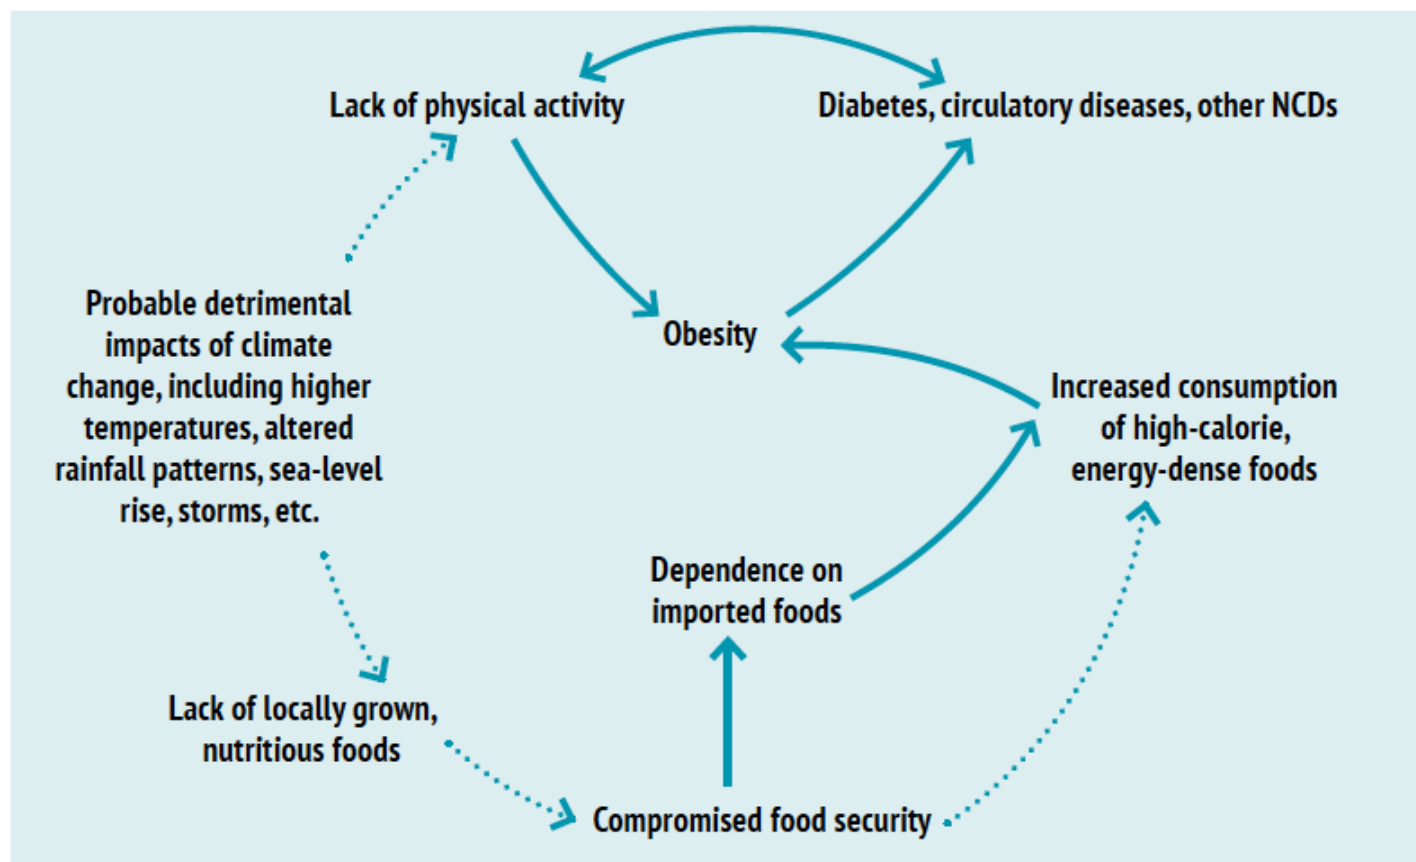 Lack of physical activity
Diabetes, circulatory diseases, other NCDs
Probable detrimental
impacts of climate
change, including higher
temperatures, altered
rainfall patterns, sea-level
rise, storms, etc.
Obesity
Increased consumption
of high-calorie,
energy-dense foods
Dependence on
imported foods
Lack of locally grown,
nutritious foods
Compromised food security